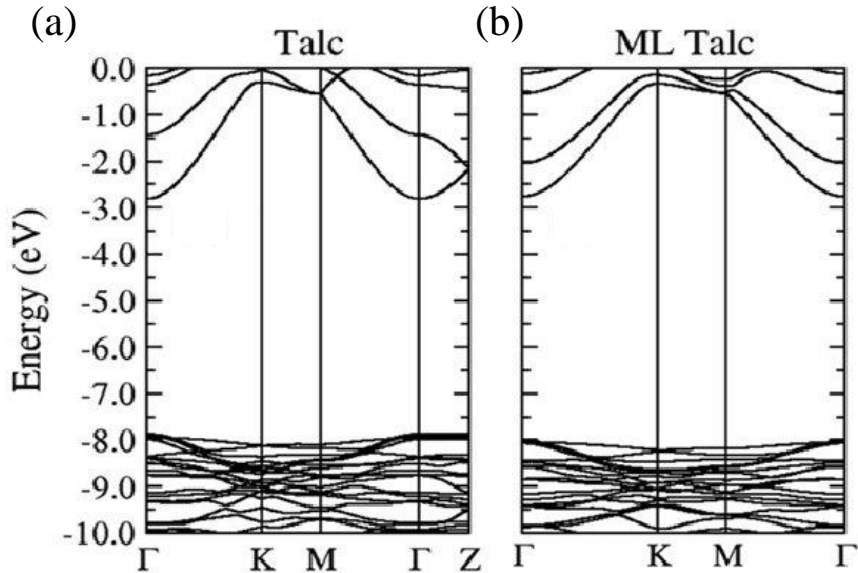 (a) Talc
(b) ML Talc
Energy (eV)
0.0
-1.0
-2.0
-3.0
-4.0
-5.0
-6.0
-7.0
-8.0
-9.0
-10.0
Γ K M Γ Z
Γ K M Γ